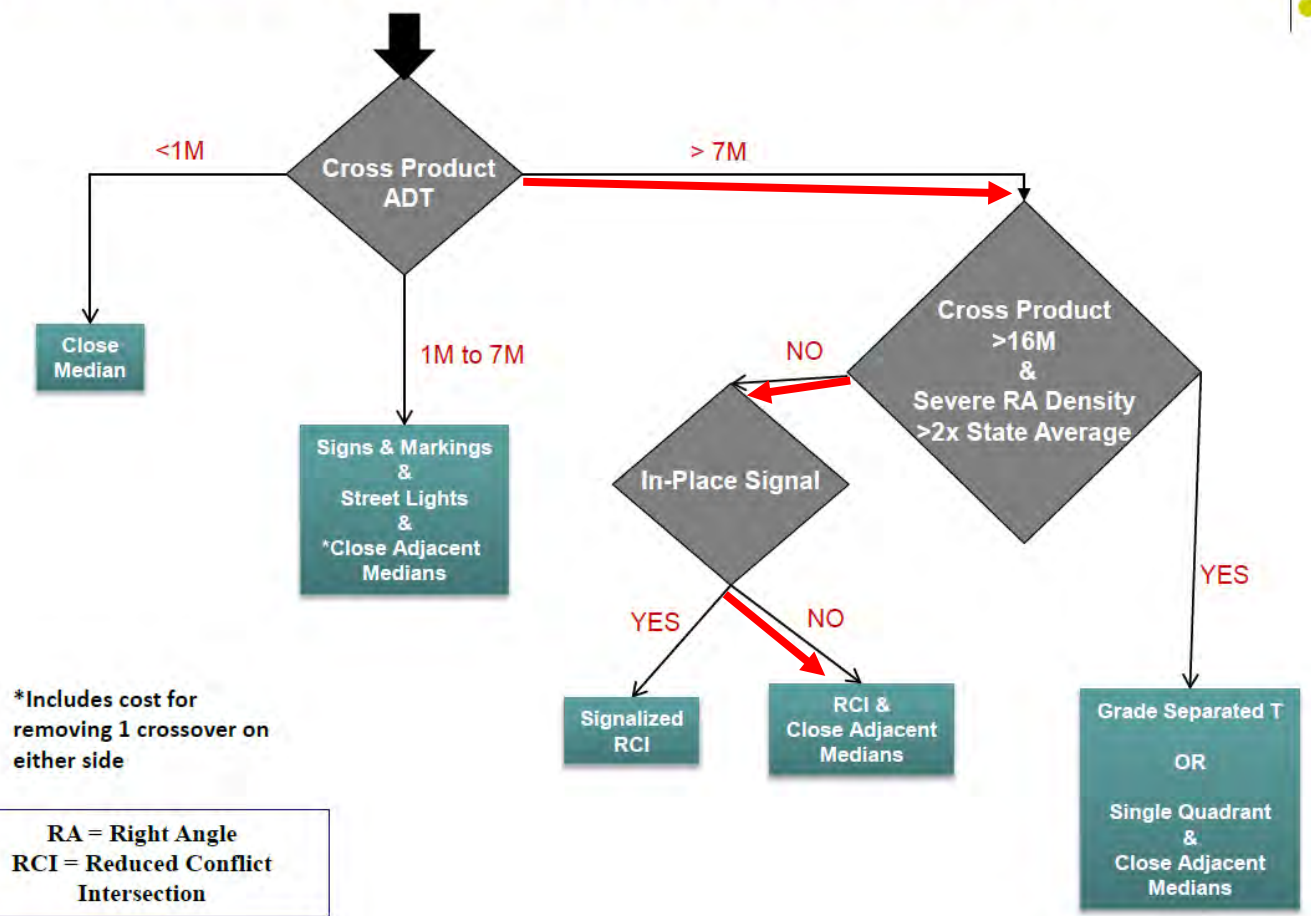 <1M
Cross Product
ADT
> 7M
Close
Median
1M to 7M
Signs & Markings
&
Street Lights
&
*Close Adjacent
Medians
Cross Product
>16M
&
Severe RA Density
>2x State Average
NO
In-Place Signal
YES
NO
YES
Signalized
RCI
RCI &
Close Adjacent
Medians
Grade Separated T
OR
Single Quadrant
&
Close Adjacent
Medians
*Includes cost for
removing 1 crossover on
either side
RA = Right Angle
RCI = Reduced Conflict
Intersection